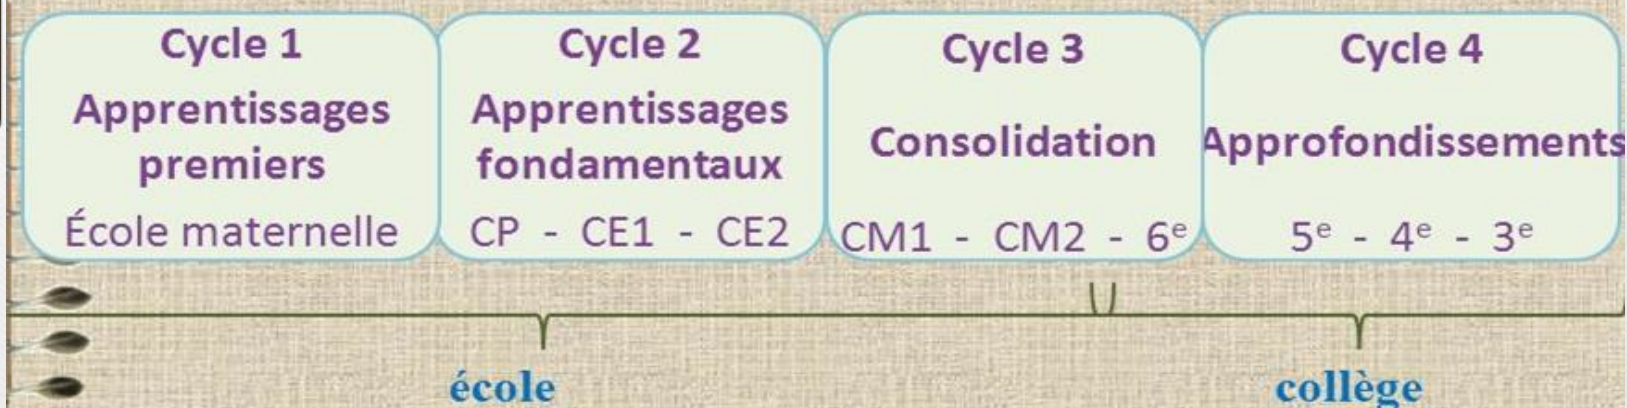 Cycle 1
Apprentissages
premiers
École maternelle
Cycle 2
Apprentissages
fondamentaux
CP - CE1 - CE2
Cycle 3
Consolidation
CM1 - CM2 - 6ᵉ
Cycle 4
Approfondissements
5ᵉ - 4ᵉ - 3ᵉ
école
collège